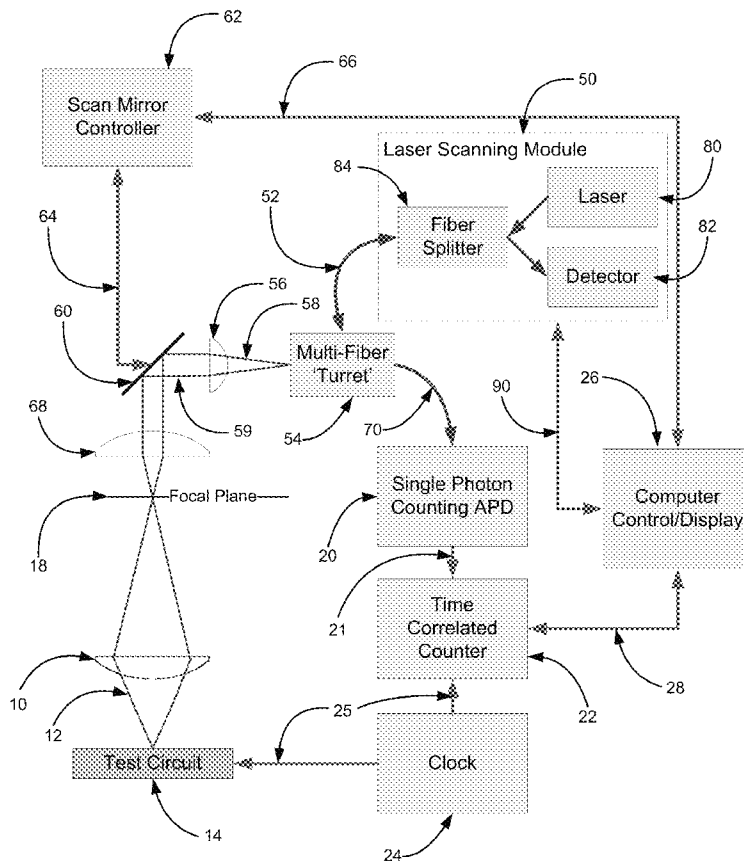 62
66
50
Scan Mirror
Controller
Laser Scanning Module
84
80
Laser
52
Fiber
Splitter
82
Detector
64
56
58
60
Multi-Fiber
'Turret'
26
90
59
54
70
68
Single Photon
Counting APD
Computer
Control/Display
Focal Plane
18
20
21
Time
Correlated
Counter
28
10
12
22
25
Test Circuit
Clock
14
24